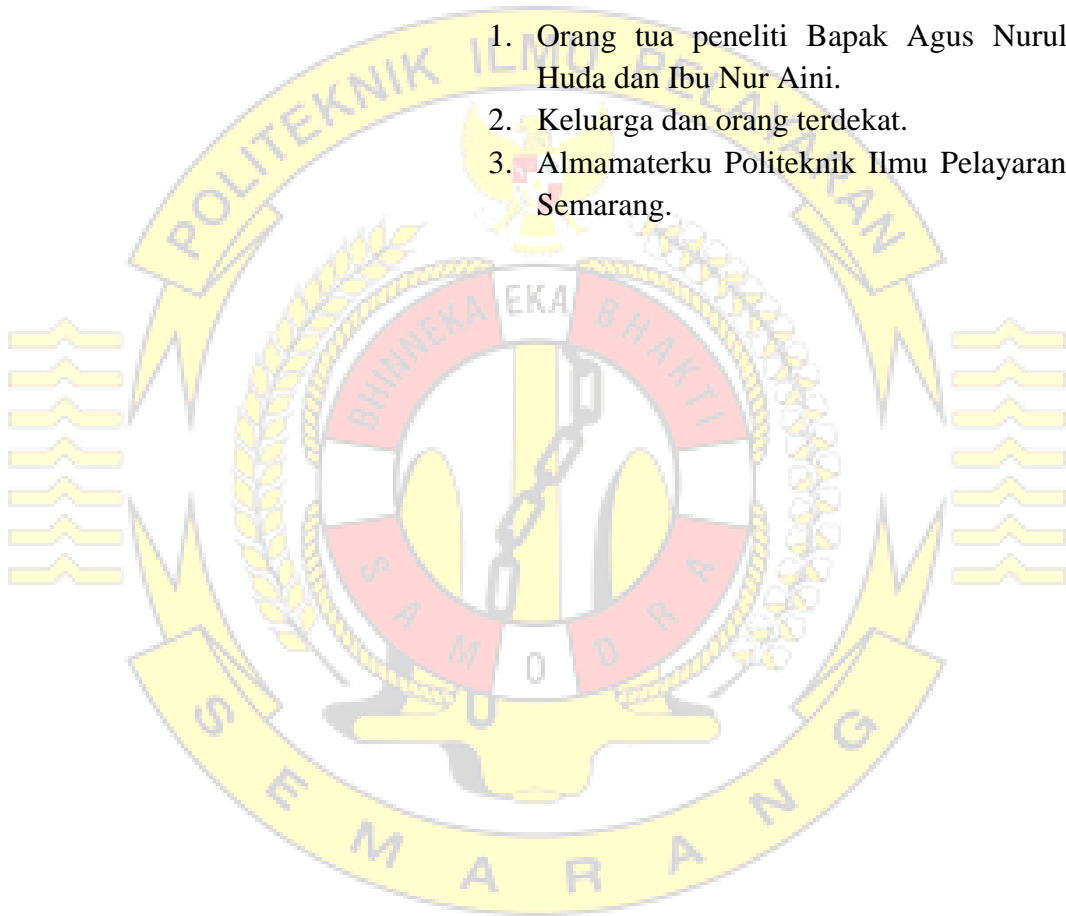 1. Orang tua peneliti Bapak Agus Nurul
Huda dan Ibu Nur Aini.
2. Keluarga dan orang terdekat.
3. Almamaterku Politeknik Ilmu Pelayaran
Semarang.
POLITEKNIK ILMU PELAYARAN
BHINNEKA EKA BHAKTI
SAMODRA
SEMARANG